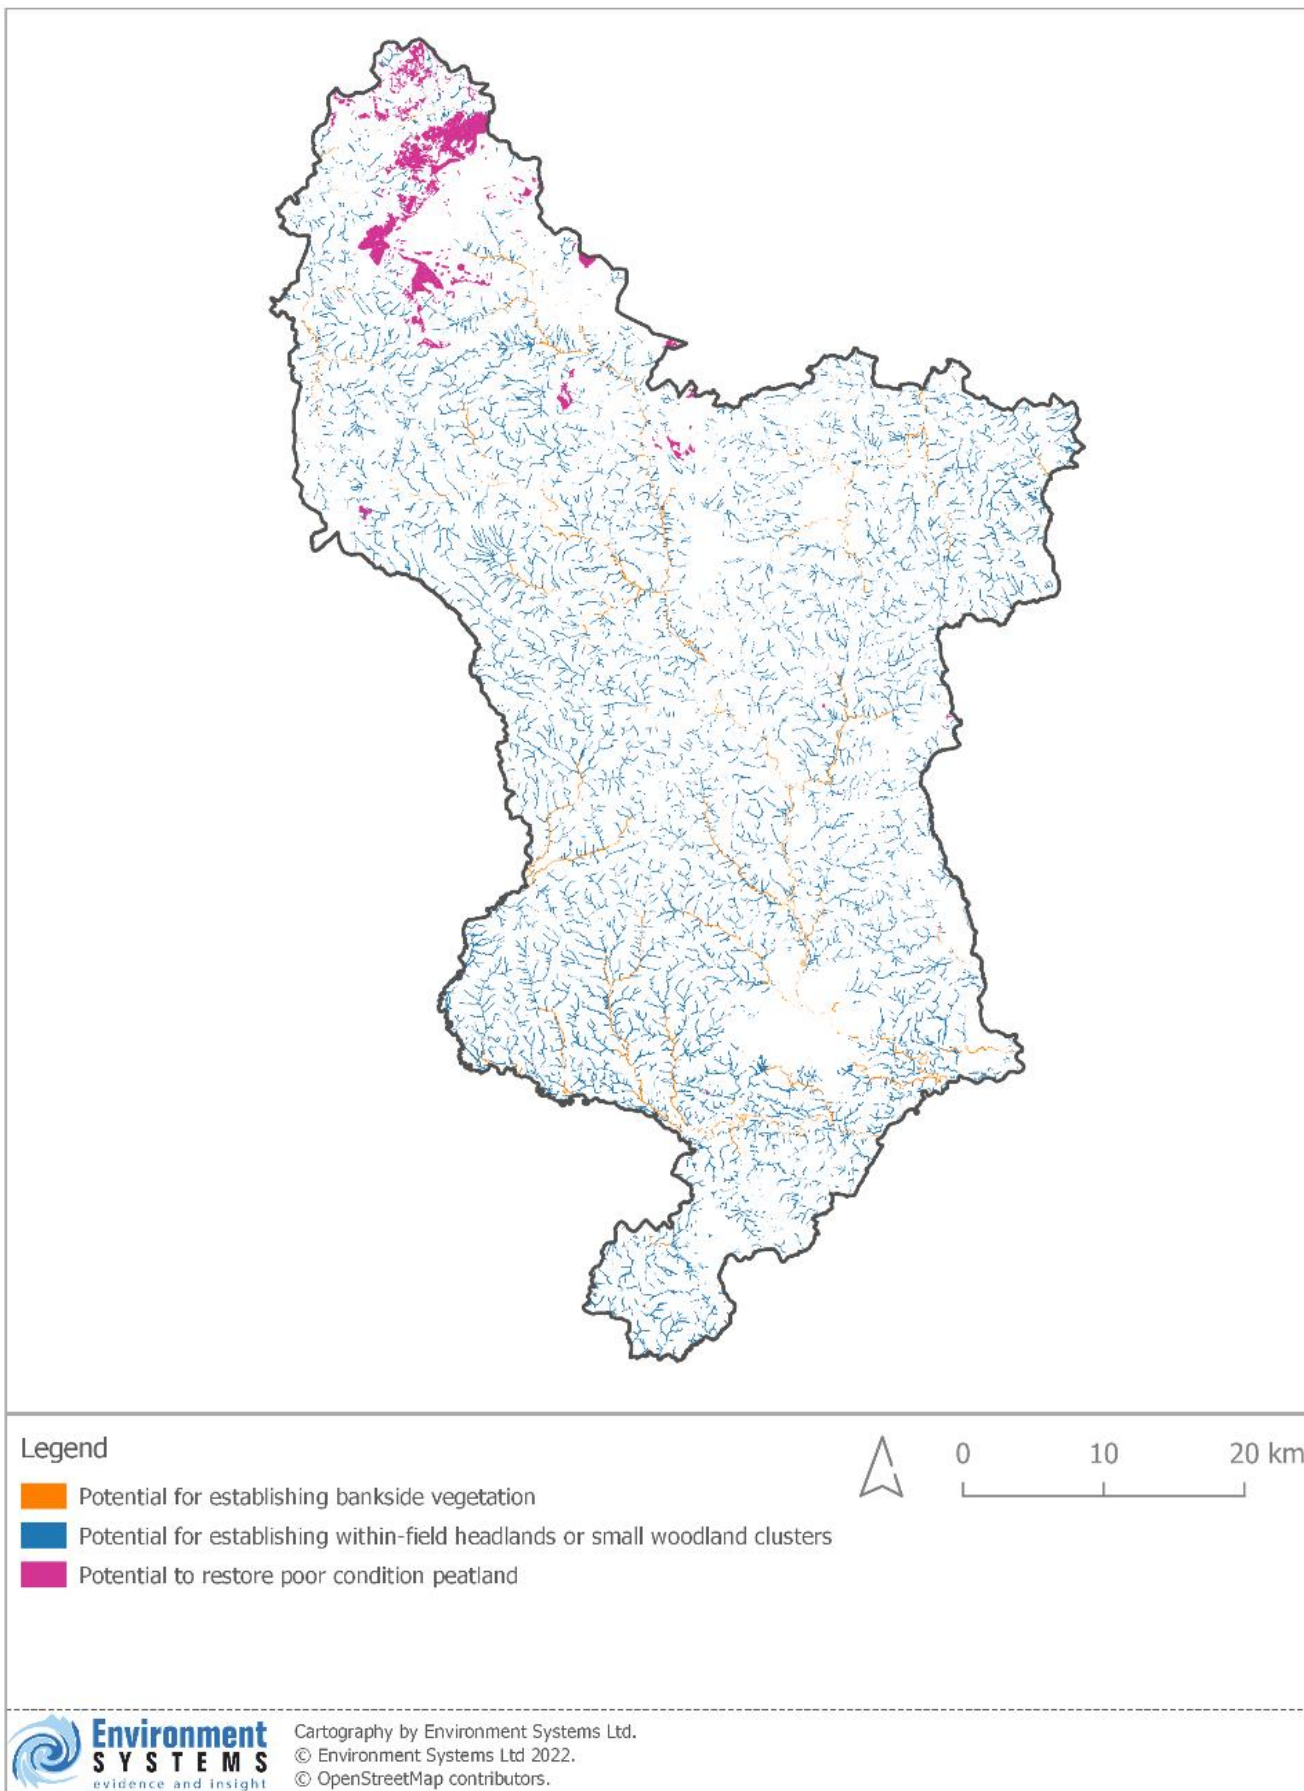 Legend
0 10 20 km
Potential for establishing bankside vegetation
Potential for establishing within-field headlands or small woodland clusters
Potential to restore poor condition peatland
Environment
SYSTEMS
evidence and insight
Cartography by Environment Systems Ltd.
© Environment Systems Ltd 2022.
© OpenStreetMap contributors.